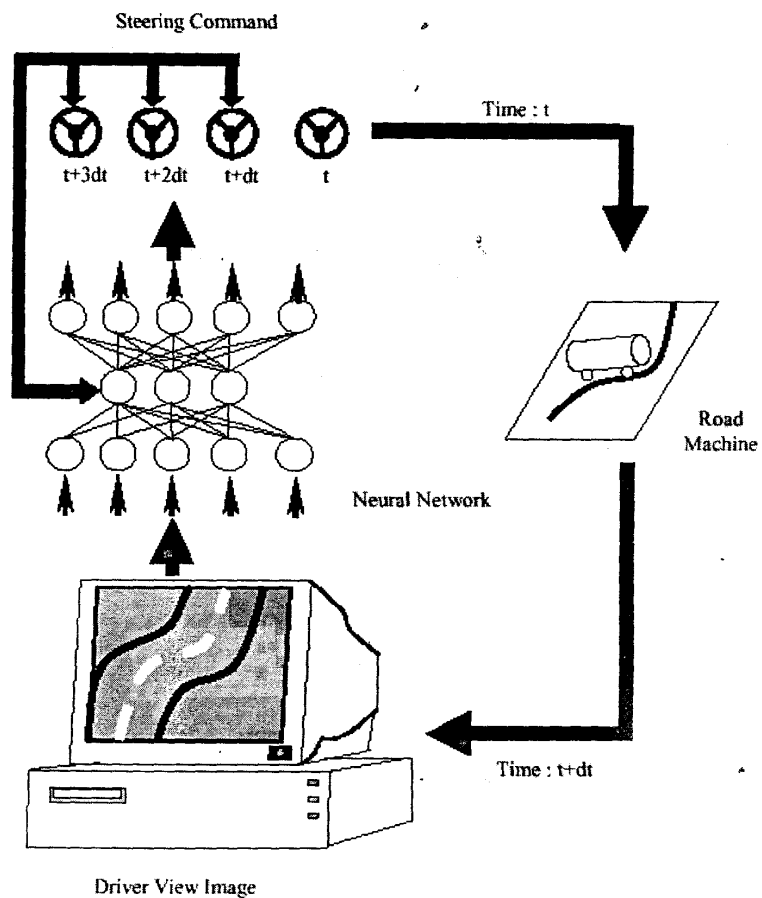 Steering Command
Time : t
t+3dt
t+2dt
t+dt
t
Road
Machine
Neural Network
Time : t+dt
Driver View Image